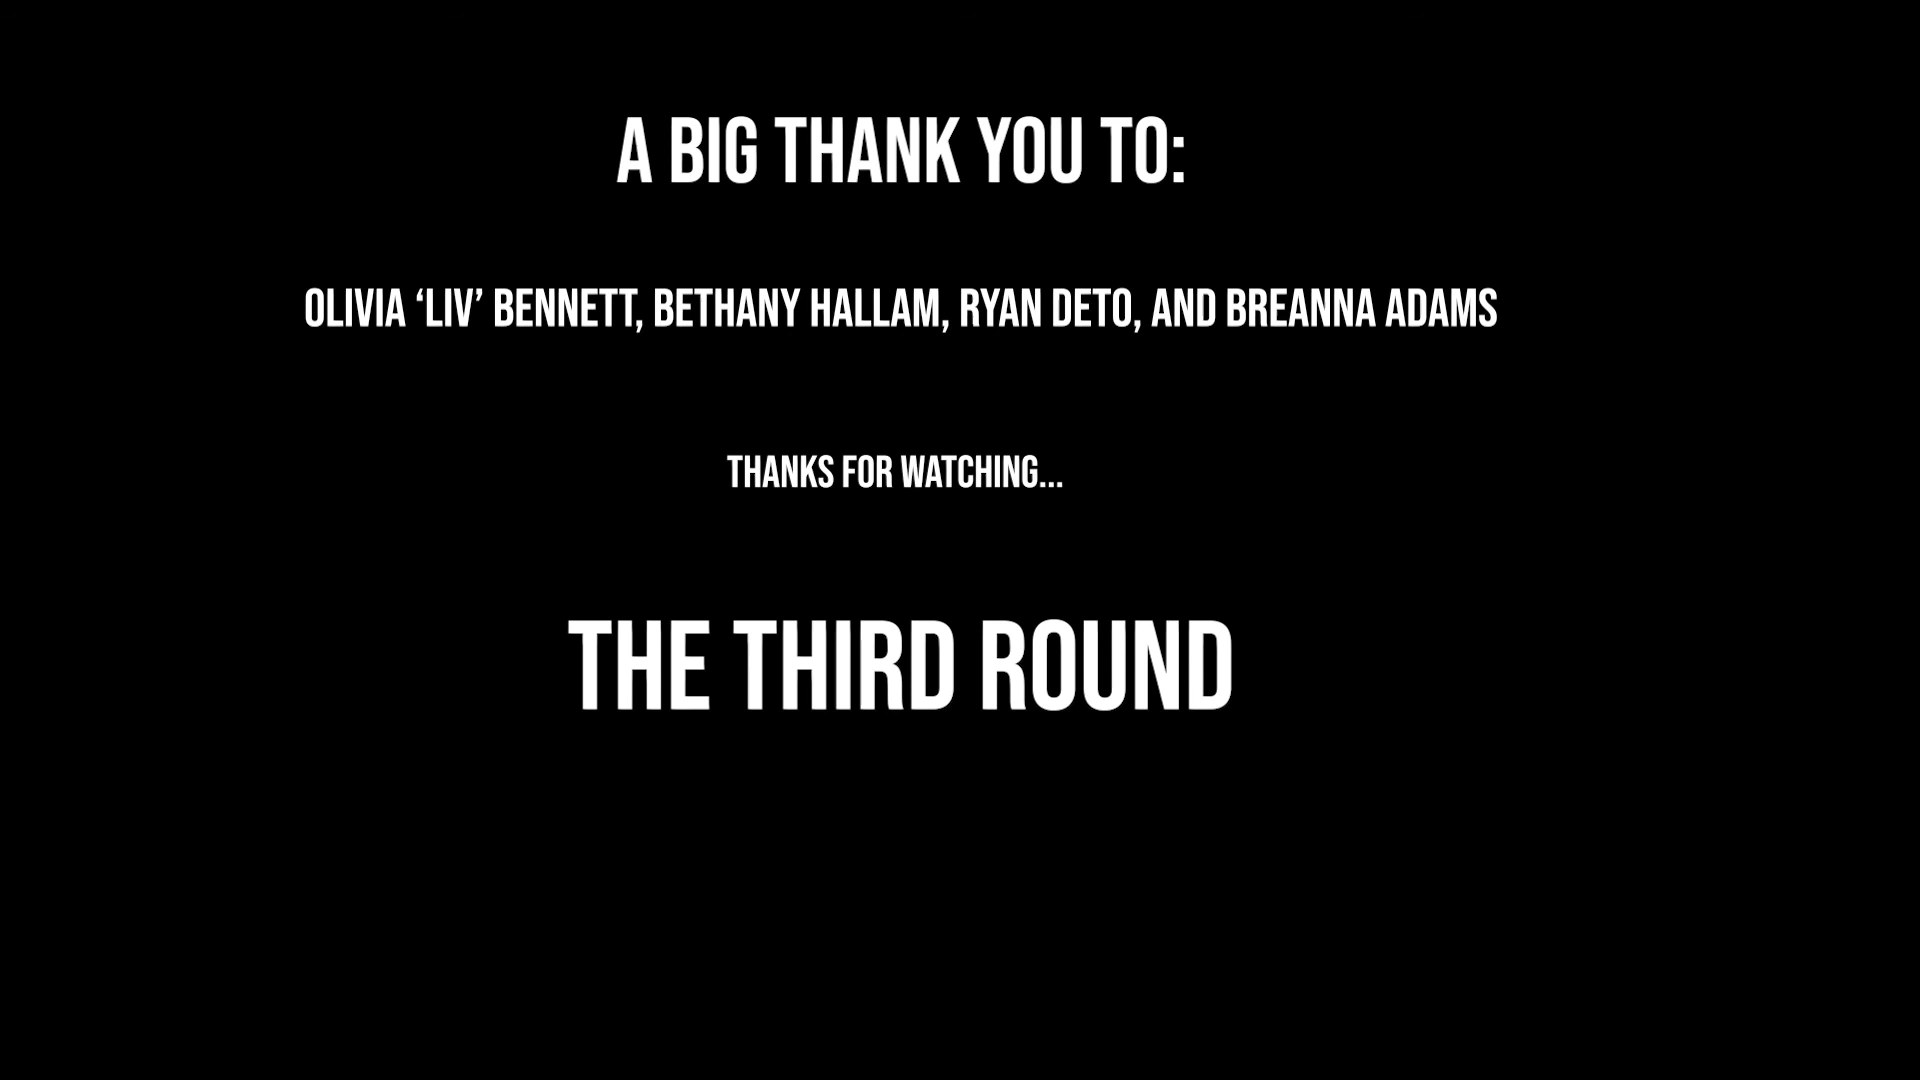 A BIG THANK YOU TO:
OLIVIA ‘LIV’ BENNETT, BETHANY HALLAM, RYAN DETO, AND BREANNA ADAMS
THANKS FOR WATCHING...
THE THIRD ROUND